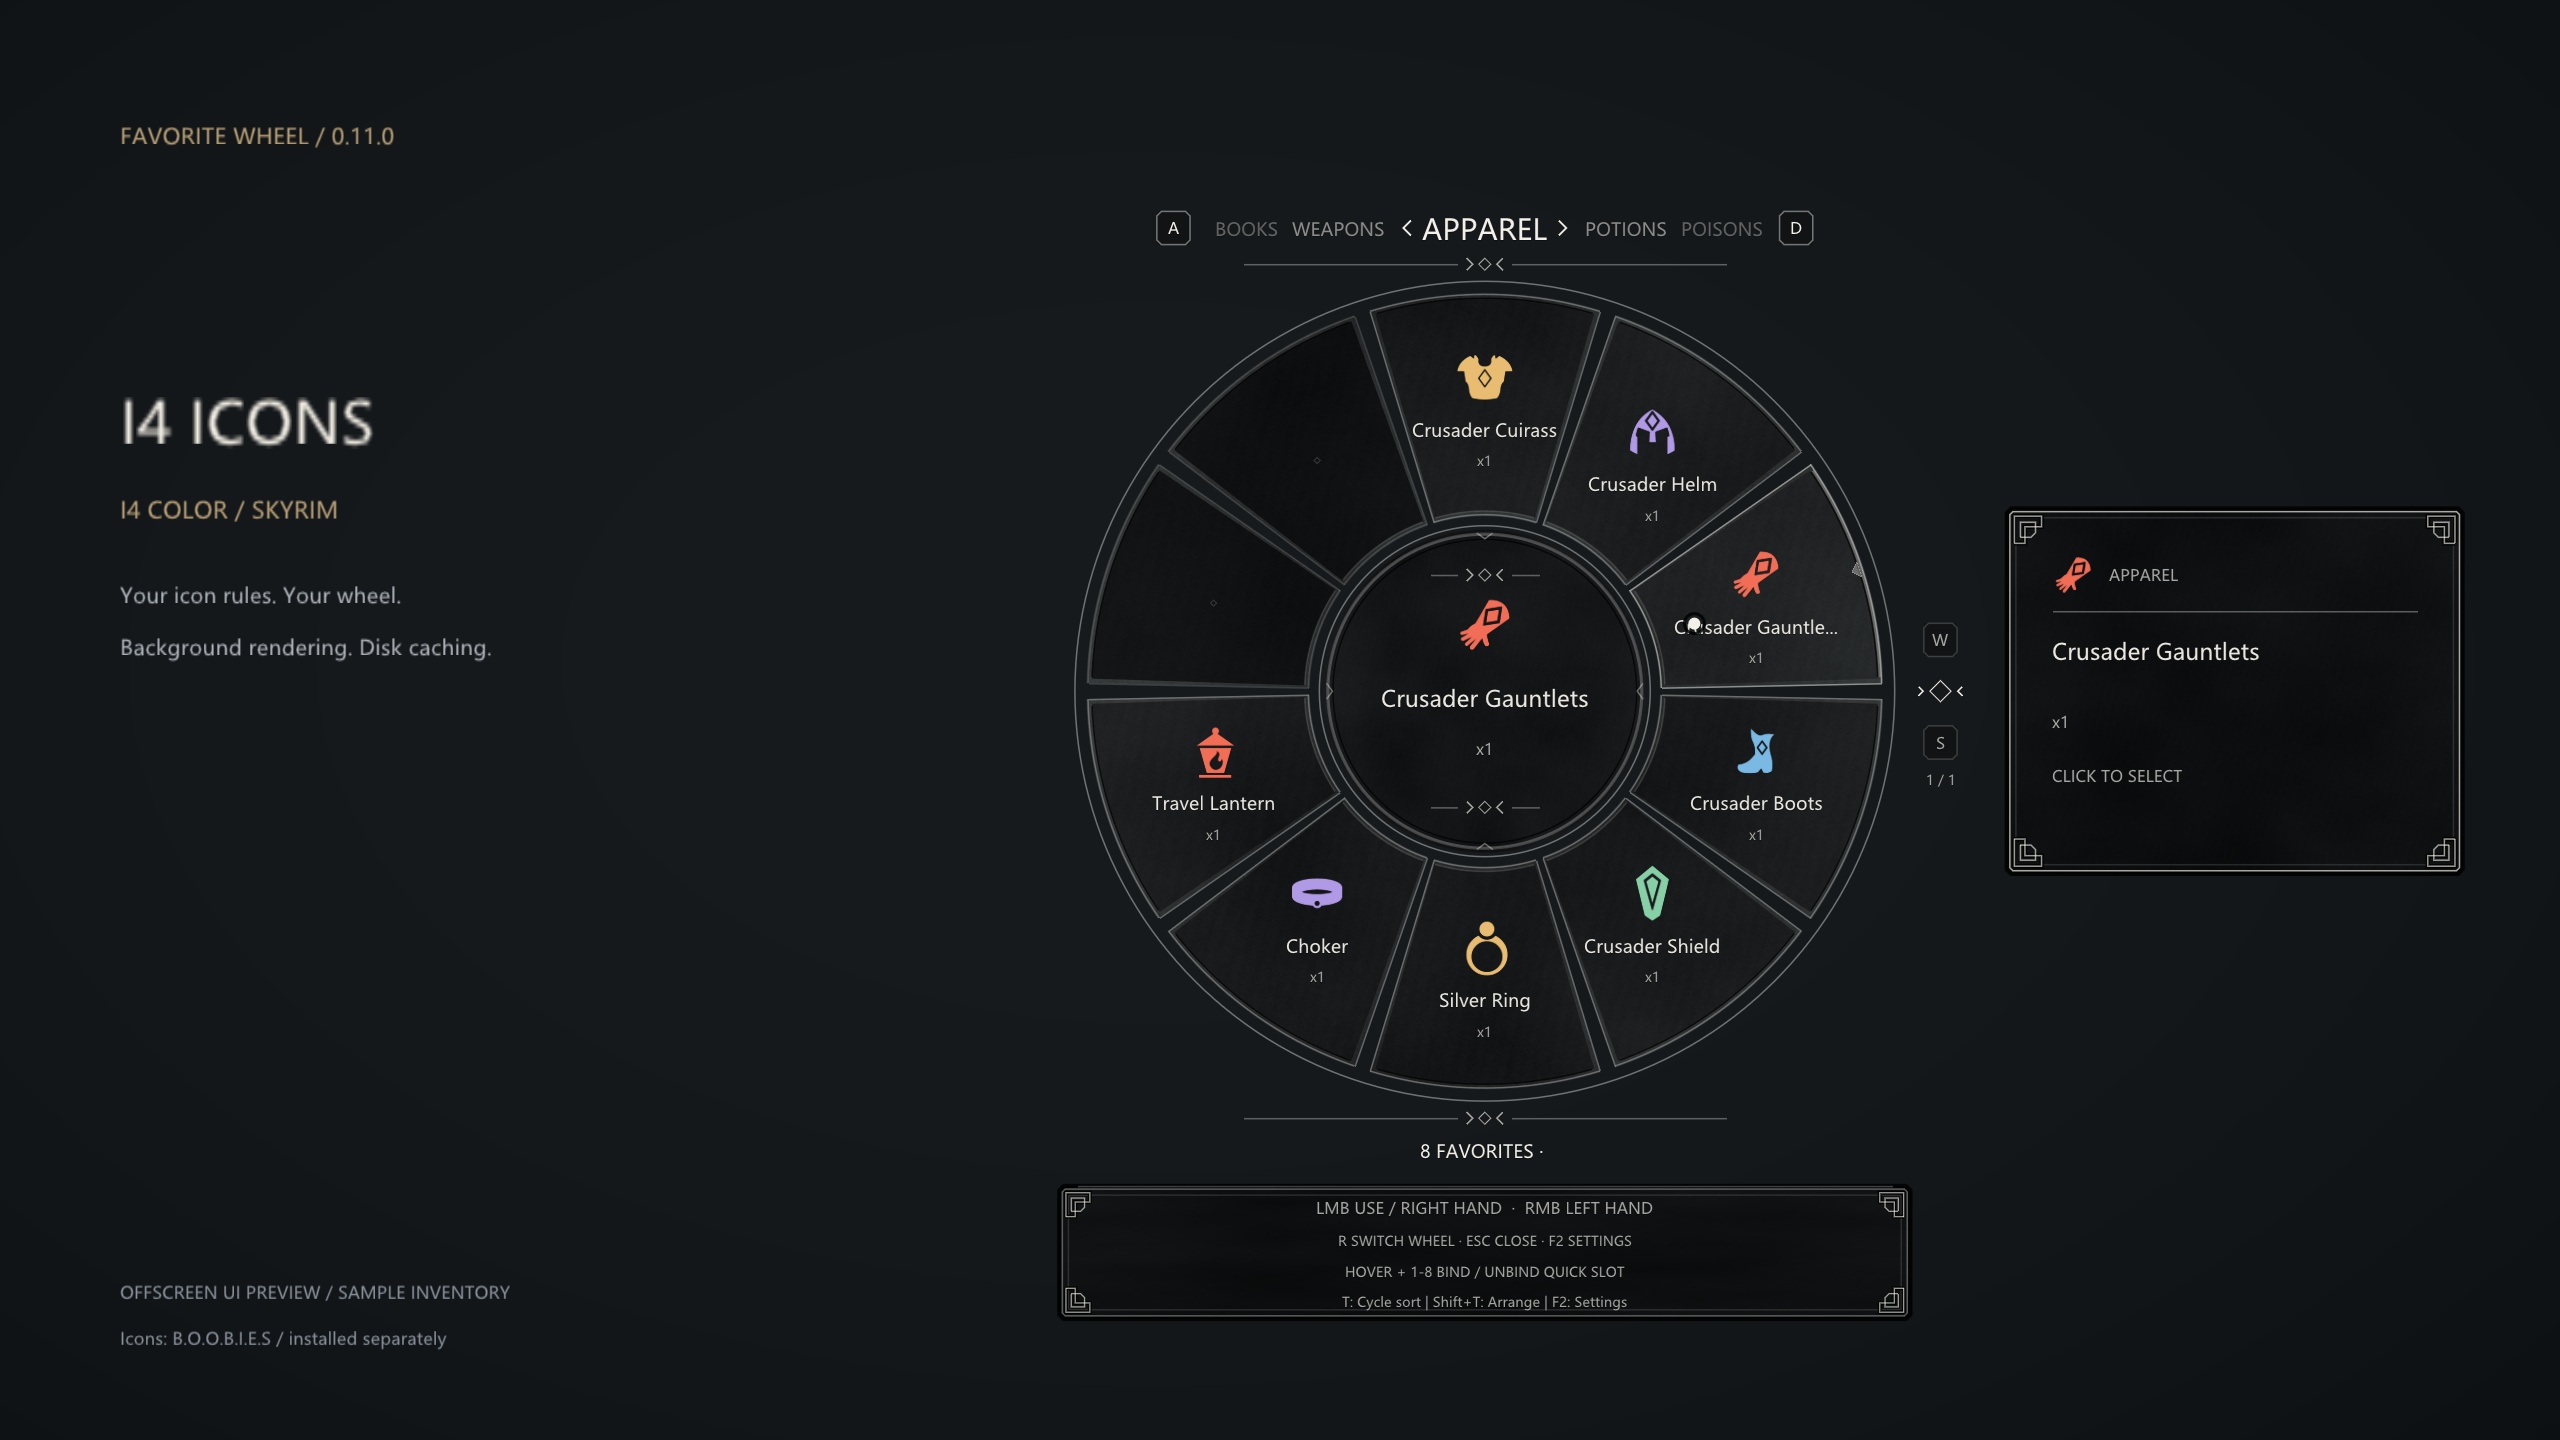 FAVORITE WHEEL / 0.11.0
I4 ICONS
I4 COLOR / SKYRIM
Your icon rules. Your wheel.
Background rendering. Disk caching.
OFFSCREEN UI PREVIEW / SAMPLE INVENTORY
Icons: B.O.O.B.I.E.S / installed separately
A BOOKS WEAPONS < APPAREL > POTIONS POISONS D
Crusader Cuirass
x1
Crusader Helm
x1
Crusader Gauntle...
x1
Crusader Boots
x1
Crusader Shield
x1
Silver Ring
x1
Choker
x1
Travel Lantern
x1
Crusader Gauntlets
x1
W
S
1 / 1
APPAREL
Crusader Gauntlets
x1
CLICK TO SELECT
8 FAVORITES ·
LMB USE / RIGHT HAND · RMB LEFT HAND
R SWITCH WHEEL · ESC CLOSE · F2 SETTINGS
HOVER + 1-8 BIND / UNBIND QUICK SLOT
T: Cycle sort | Shift+T: Arrange | F2: Settings